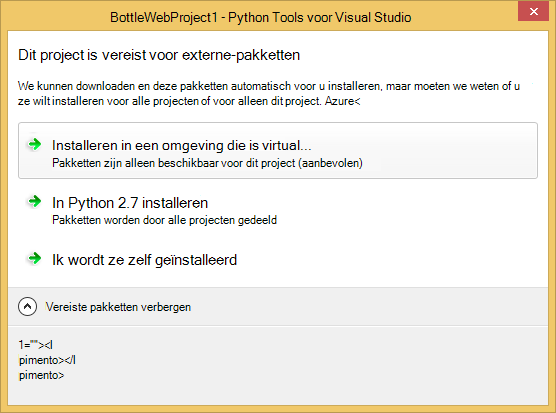 BottleWebProject1 - Python Tools voor Visual Studio
Dit project is vereist voor externe-pakketten
We kunnen downloaden en deze pakketten automatisch voor u installeren, maar moeten we weten of u
ze wilt installeren voor alle projecten of voor alleen dit project. Azure<
Installeren in een omgeving die is virtual...
Pakketten zijn alleen beschikbaar voor dit project (aanbevolen)
In Python 2.7 installeren
Pakketten worden door alle projecten gedeeld
Ik wordt ze zelf geïnstalleerd
Vereiste pakketten verbergen
1=""><l
pimento></l
pimento>